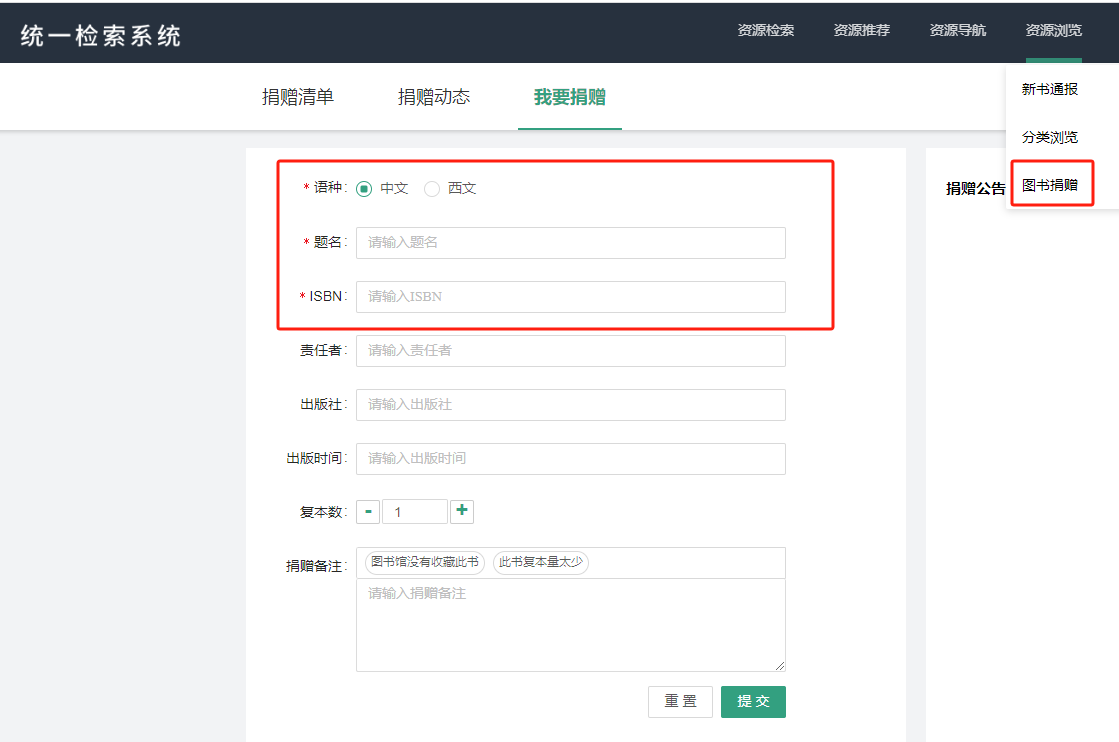 统一检索系统
资源检索 资源推荐 资源导航 资源浏览
新书通报
分类浏览
图书捐赠
捐赠清单 捐赠动态 我要捐赠
* 语种: 中文 西文
* 题名: 请输入题名
* ISBN: 请输入ISBN
责任者: 请输入责任者
出版社: 请输入出版社
出版时间: 请输入出版时间
复本数: - 1 +
捐赠备注: 图书馆没有收藏此书 此书复本量太少
请输入捐赠备注
重 置 提 交
捐赠公告